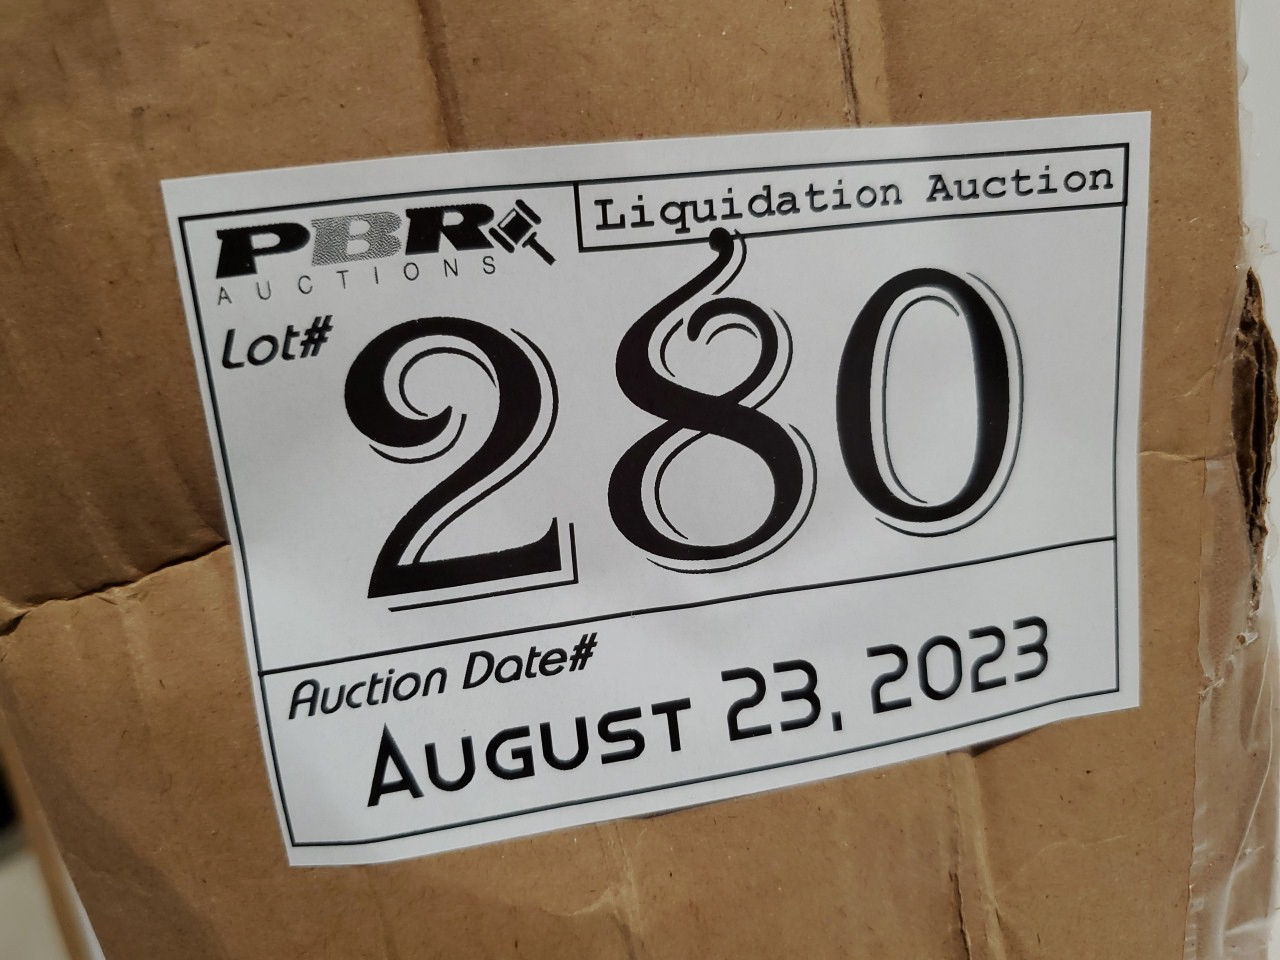 PBR
AUCTIONS
Liquidation Auction
Lot#
280
Auction Date#
August 23, 2023